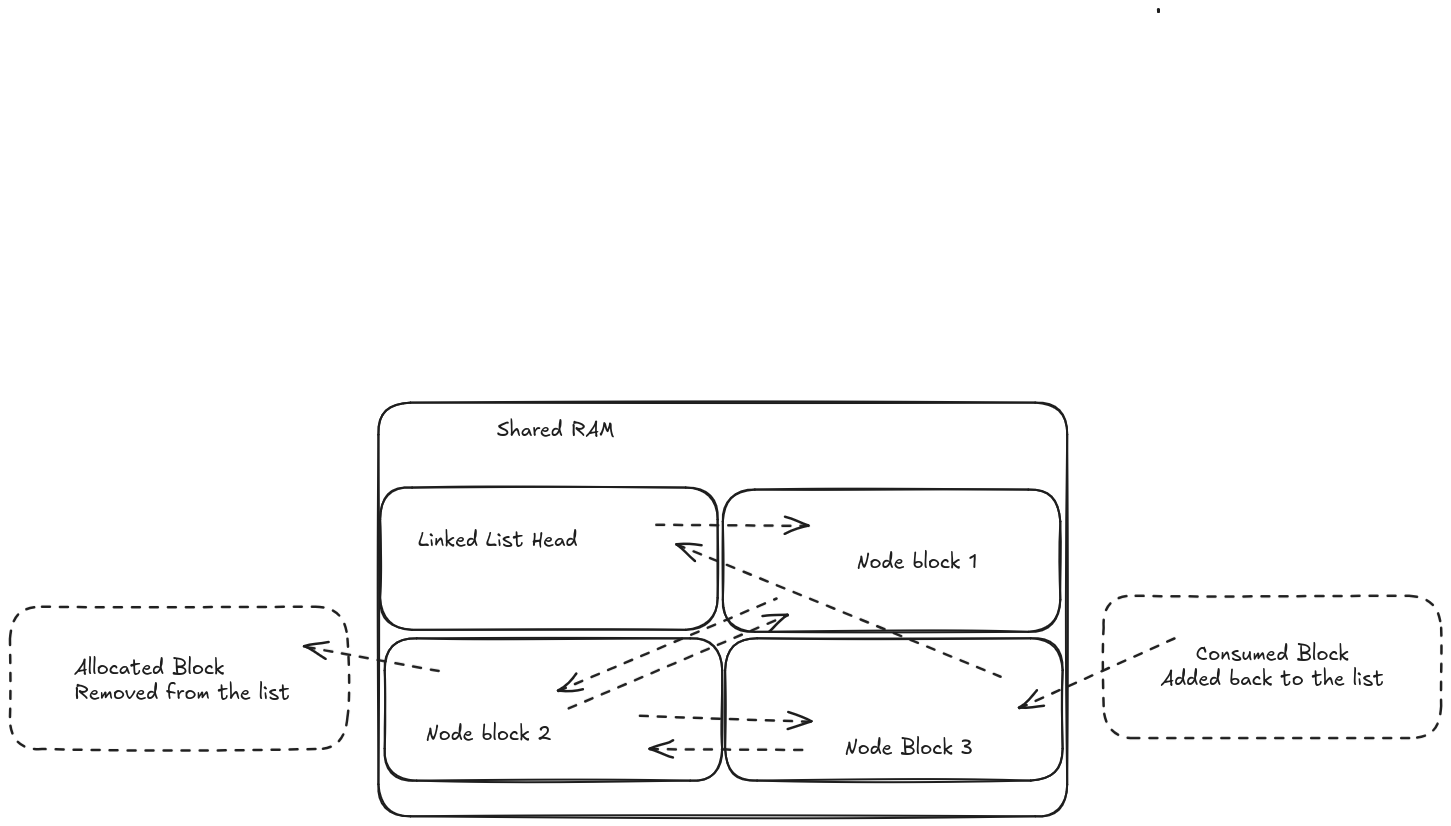 Shared RAM
Linked List Head
Node block 1
Allocated Block
Removed from the list
Consumed Block
Added back to the list
Node block 2
Node Block 3